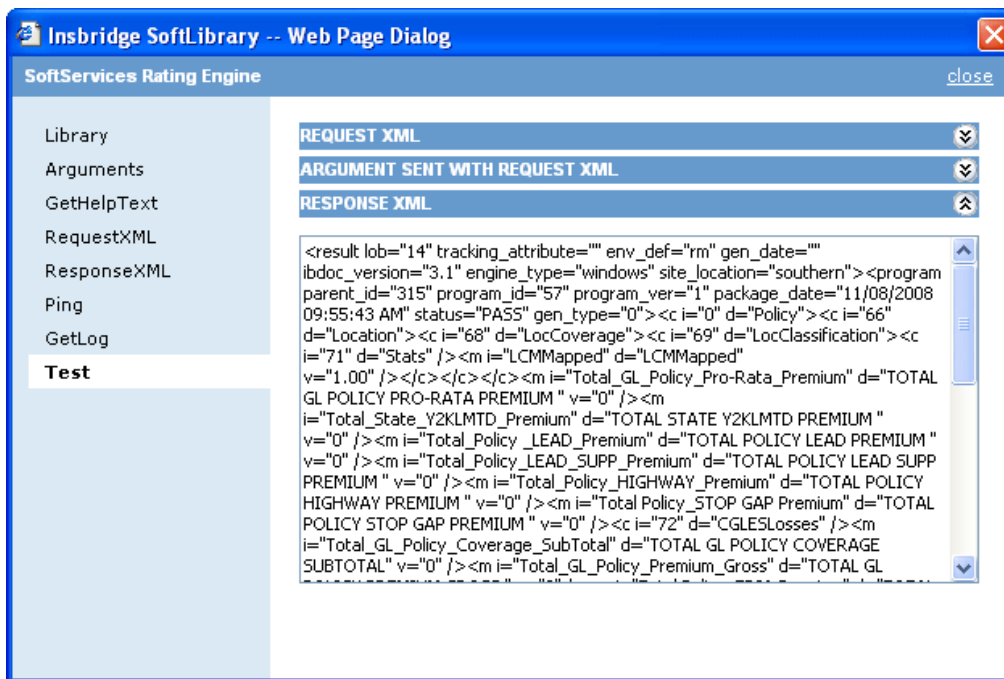 Insbridge SoftLibrary -- Web Page Dialog
SoftServices Rating Engine
close
Library
Arguments
GetHelpText
RequestXML
ResponseXML
Ping
GetLog
Test
REQUEST XML
ARGUMENT SENT WITH REQUEST XML
RESPONSE XML
<result lob="14" tracking_attribute="" env_def="rm" gen_date=""
ibdoc_version="3.1" engine_type="windows" site_location="southern"><program
parent_id="315" program_id="57" program_ver="1" package_date="11/08/2008
09:55:43 AM" status="PASS" gen_type="0"><c i="0" d="Policy"><c i="66"
d="Location"><c i="68" d="LocCoverage"><c i="69" d="LocClassification"><c
i="71" d="Stats" /><m i="LCMMapped" d="LCMMapped"
v="1.00" /></c></c></c><m i="Total_GL_Policy_Pro-Rata_Premium" d="TOTAL
GL POLICY PRO-RATA PREMIUM " v="0" /><m
i="Total_State_Y2KLMTD_Premium" d="TOTAL STATE Y2KLMTD PREMIUM "
v="0" /><m i="Total_Policy _LEAD_Premium" d="TOTAL POLICY LEAD PREMIUM "
v="0" /><m i="Total_Policy_LEAD_SUPP_Premium" d="TOTAL POLICY LEAD SUPP
PREMIUM " v="0" /><m i="Total_Policy_HIGHWAY_Premium" d="TOTAL POLICY
HIGHWAY PREMIUM " v="0" /><m i="Total Policy_STOP GAP Premium" d="TOTAL
POLICY STOP GAP PREMIUM " v="0" /><c i="72" d="CGLESLosses" /><m
i="Total_GL_Policy_Coverage_SubTotal" d="TOTAL GL POLICY COVERAGE
SUBTOTAL" v="0" /><m i="Total_GL_Policy_Premium_Gross" d="TOTAL GL